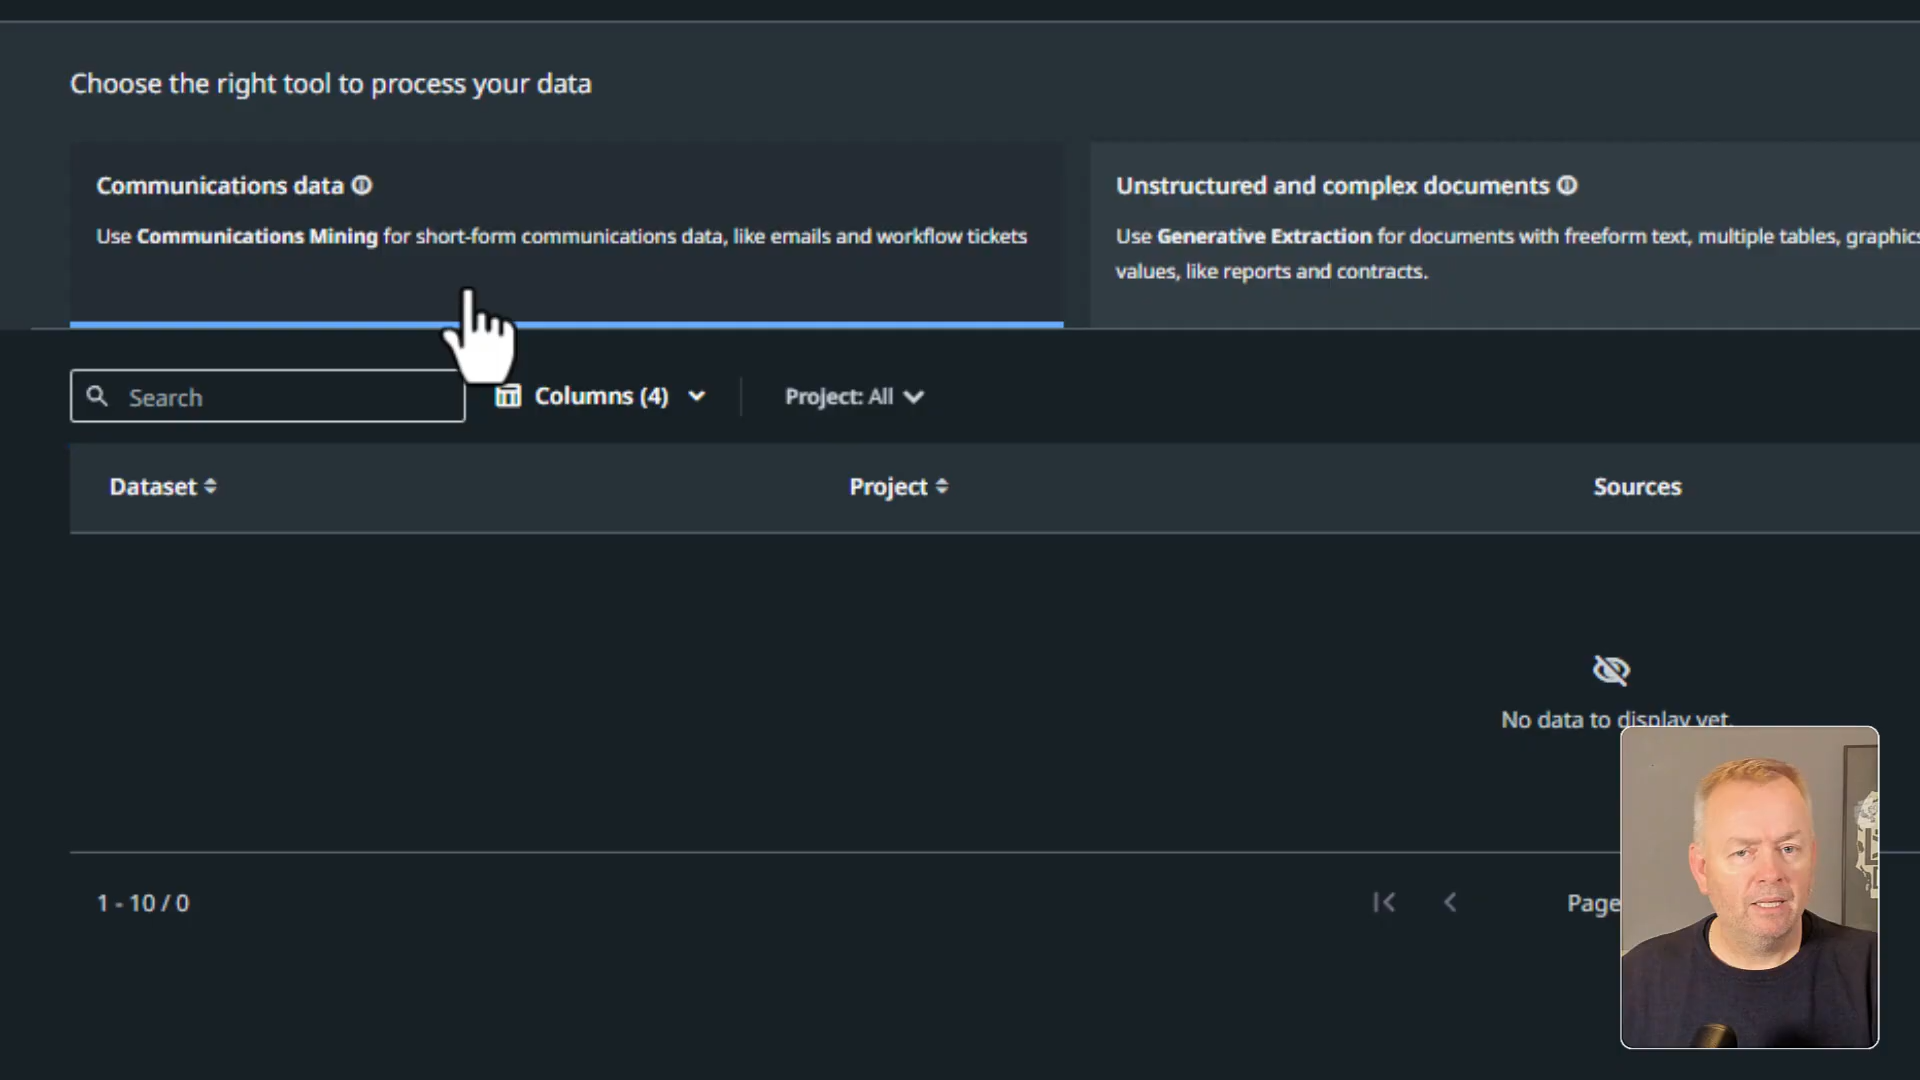 Choose the right tool to process your data
Communications data
Unstructured and complex documents
Use Communications Mining for short-form communications data, like emails and workflow tickets
Use Generative Extraction for documents with freeform text, multiple tables, graphics
values, like reports and contracts.
Search
Columns (4)
Project: All
Dataset
Project
Sources
No data to display yet.
1 - 10 / 0
Page